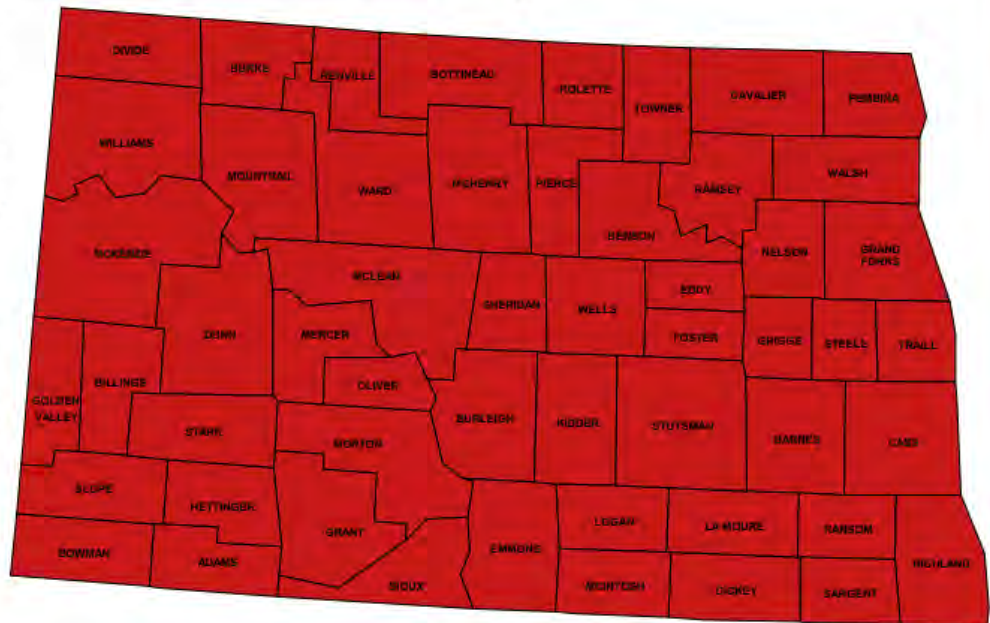 DIVIDE
BURKE
RENVILLE
BOTTINEAU
ROLETTE
TOWNER
CAVALIER
PEMBINA
WILLIAMS
MOUNTRAIL
WARD
MCHENRY
PIERCE
BENSON
RAMSEY
WALSH
MCKENZIE
MCLEAN
SHERIDAN
WELLS
EDDY
FOSTER
NELSON
GRAND
FORKS
DUNN
MERCER
OLIVER
GRIGGS
STEELE
TRAILL
GOLDEN
VALLEY
BILLINGS
STARK
MORTON
BURLEIGH
KIDDER
STUTSMAN
BARNES
CASS
SLOPE
HETTINGER
GRANT
EMMONS
LOGAN
LA MOURE
RANSOM
RICHLAND
BOWMAN
ADAMS
SIOUX
MCINTOSH
DICKEY
SARGENT